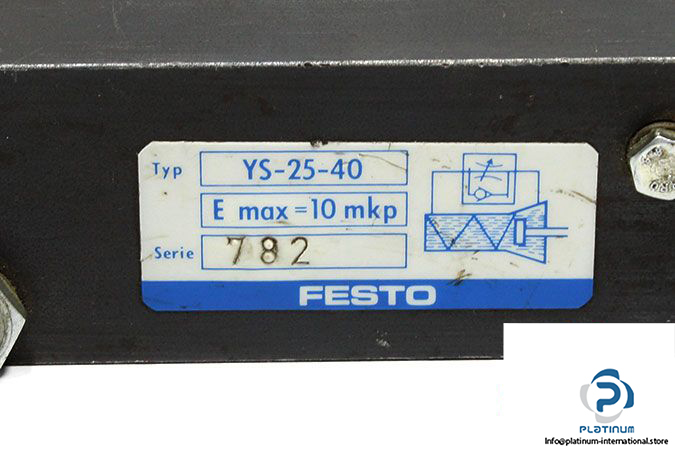 Typ YS-25-40
E max = 10 mkp
Serie 782
FESTO
P
PLATINUM
Info@platinum-international.store